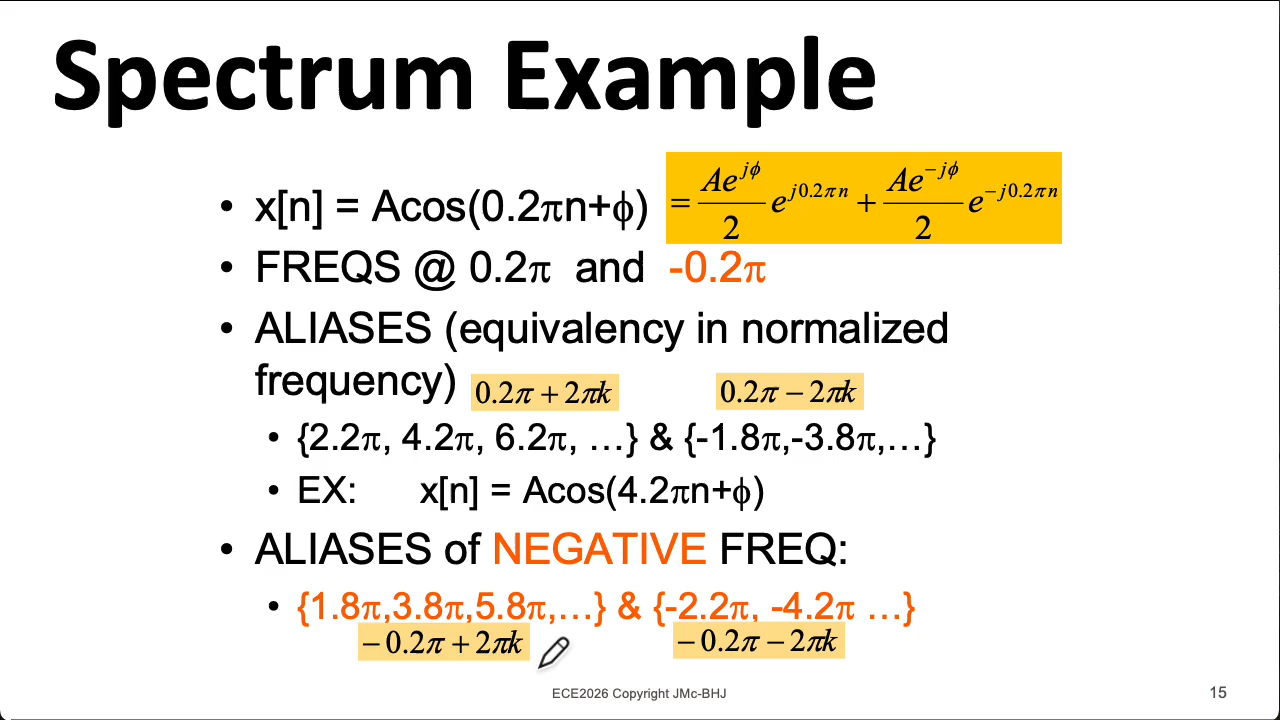 Spectrum Example
• x[n] = Acos(0.2πn+ϕ) = Ae^{jϕ}/2 e^{j0.2πn} + Ae^{−jϕ}/2 e^{−j0.2πn}
• FREQS @ 0.2π and -0.2π
• ALIASES (equivalency in normalized
frequency) 0.2π + 2πk 0.2π − 2πk
• {2.2π, 4.2π, 6.2π, …} & {-1.8π,-3.8π,…}
• EX: x[n] = Acos(4.2πn+ϕ)
• ALIASES of NEGATIVE FREQ:
• {1.8π,3.8π,5.8π,…} & {-2.2π, -4.2π …}
− 0.2π + 2πk − 0.2π − 2πk
ECE2026 Copyright JMc-BHJ 15